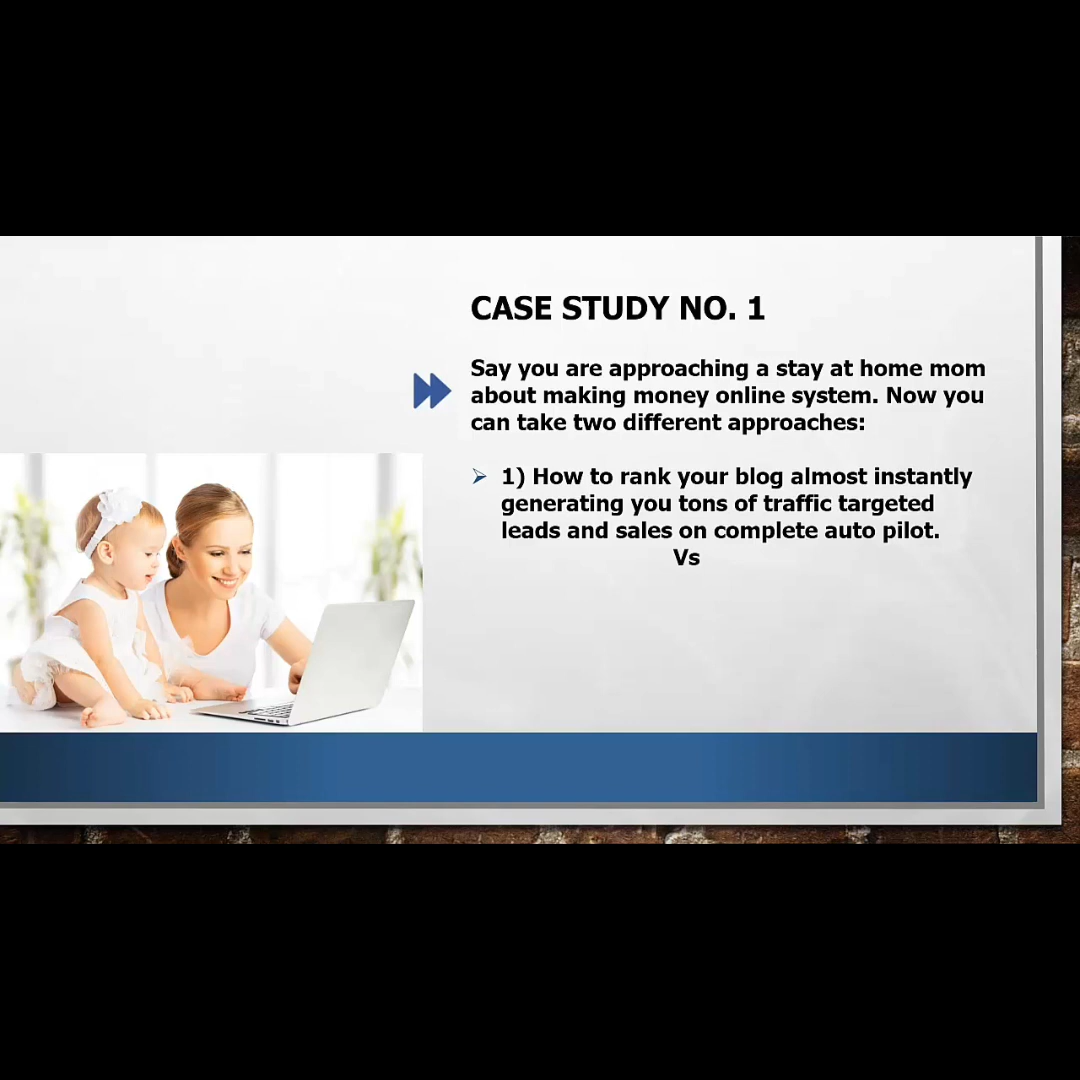 CASE STUDY NO. 1
Say you are approaching a stay at home mom
about making money online system. Now you
can take two different approaches:
1) How to rank your blog almost instantly
generating you tons of traffic targeted
leads and sales on complete auto pilot.
Vs